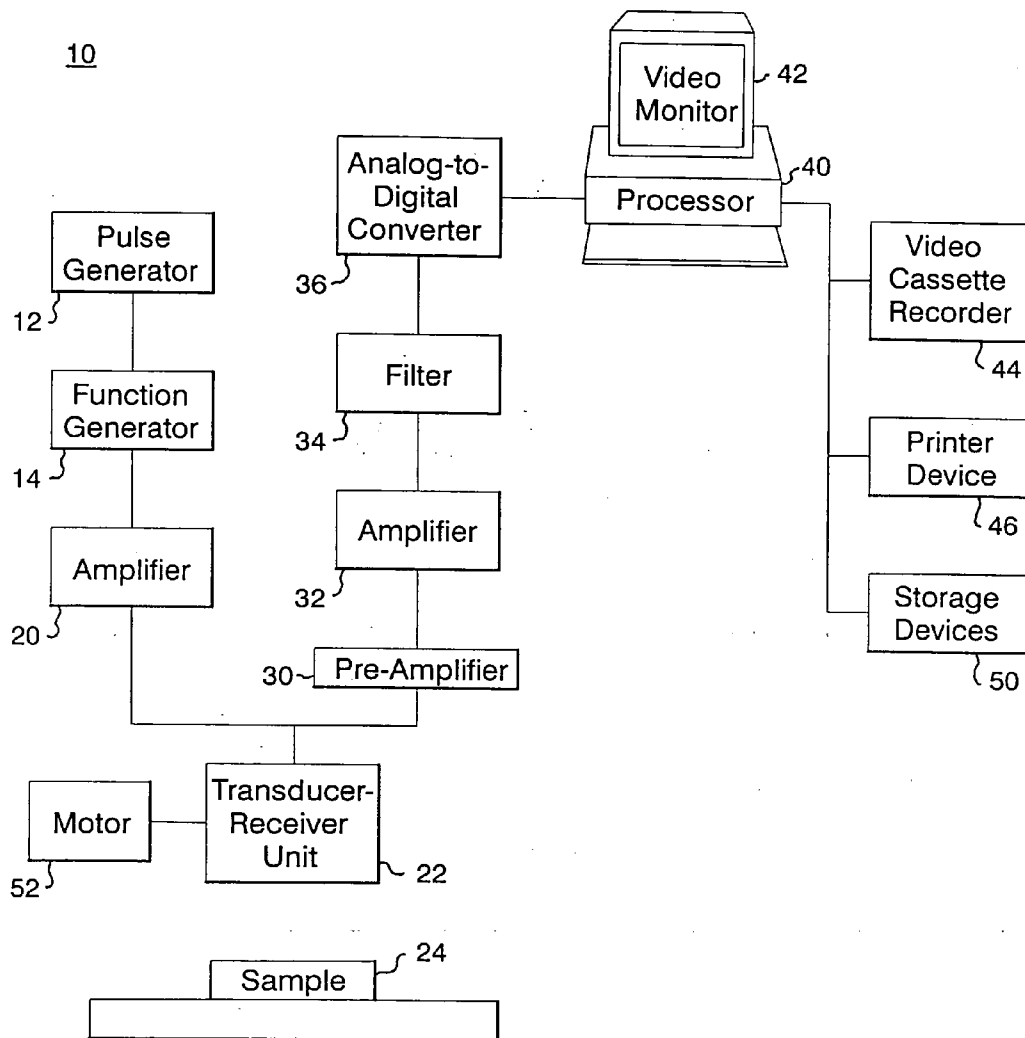 10
Video
Monitor
42
Analog-to-
Digital
Converter
36
Processor
40
Pulse
Generator
12
Video
Cassette
Recorder
44
Filter
34
Function
Generator
14
Printer
Device
46
Amplifier
20
Amplifier
32
Storage
Devices
50
30
Pre-Amplifier
Motor
52
Transducer-
Receiver
Unit
22
Sample
24